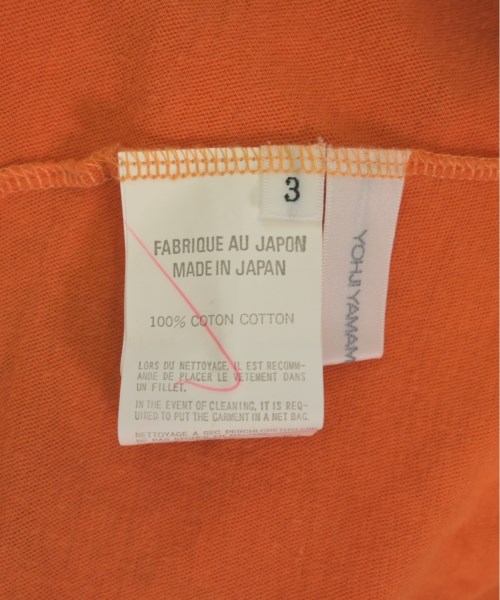 3
FABRIQUE AU JAPON
MADE IN JAPAN
100% COTON COTTON
LORS DU NETTOYAGE, IL EST RECOMM-
ANDE DE PLACER LE VETEMENT DANS
UN FILLET.
IN THE EVENT OF CLEANING, IT IS REQ-
UIRED TO PUT THE GARMENT IN A NET BAG.
NETTOYAGE A SEC
YOHJI YAMAM